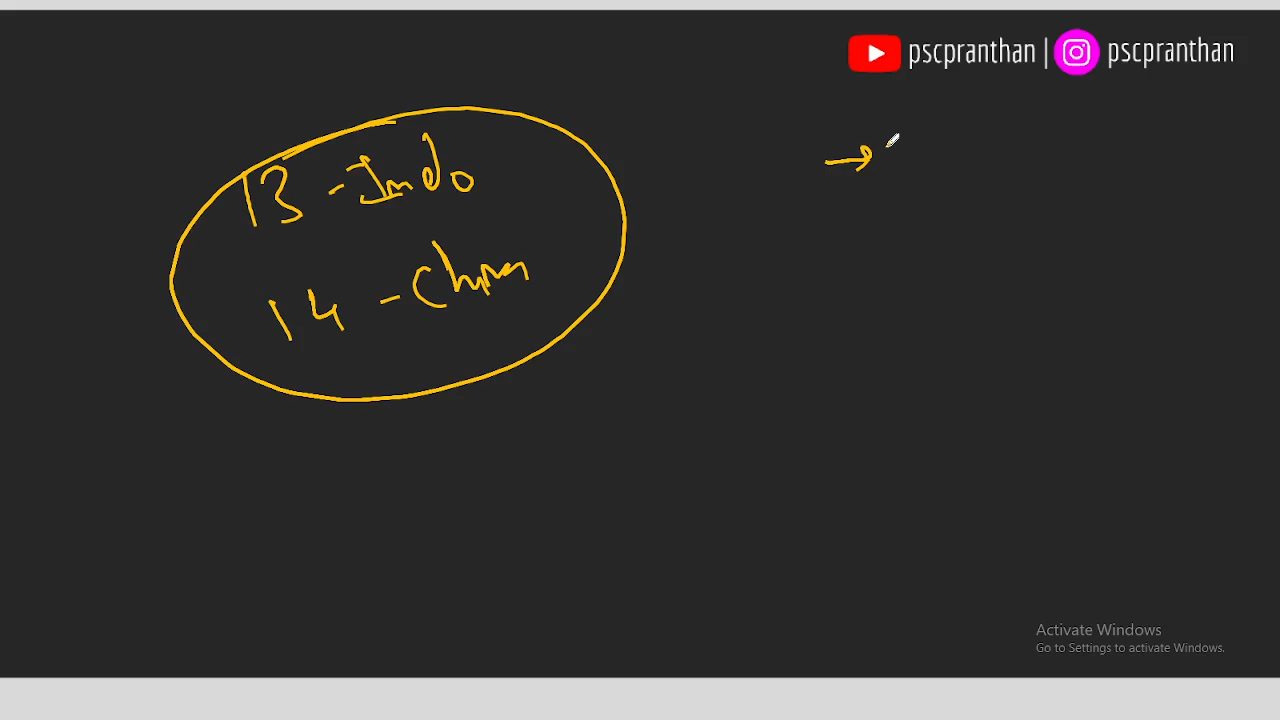 pscpranthan | pscpranthan
13 - Indo
14 - China
Activate Windows
Go to Settings to activate Windows.